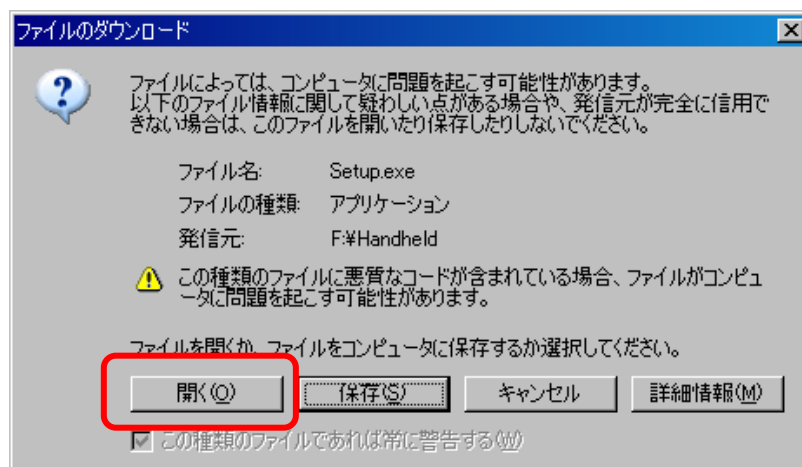 ファイルのダウンロード
ファイルによっては、コンピュータに問題を起こす可能性があります。
以下のファイル情報に関して疑わしい点がある場合や、発信元が完全に信用で
きない場合は、このファイルを開いたり保存したりしないでください。
ファイル名: Setup.exe
ファイルの種類: アプリケーション
発信元: F:¥Handheld
この種類のファイルに悪質なコードが含まれている場合、ファイルがコンピュ
ータに問題を起こす可能性があります。
ファイルを開くか、ファイルをコンピュータに保存するか選択してください。
開く(O) 保存(S) キャンセル 詳細情報(M)
この種類のファイルであれば常に警告する(W)